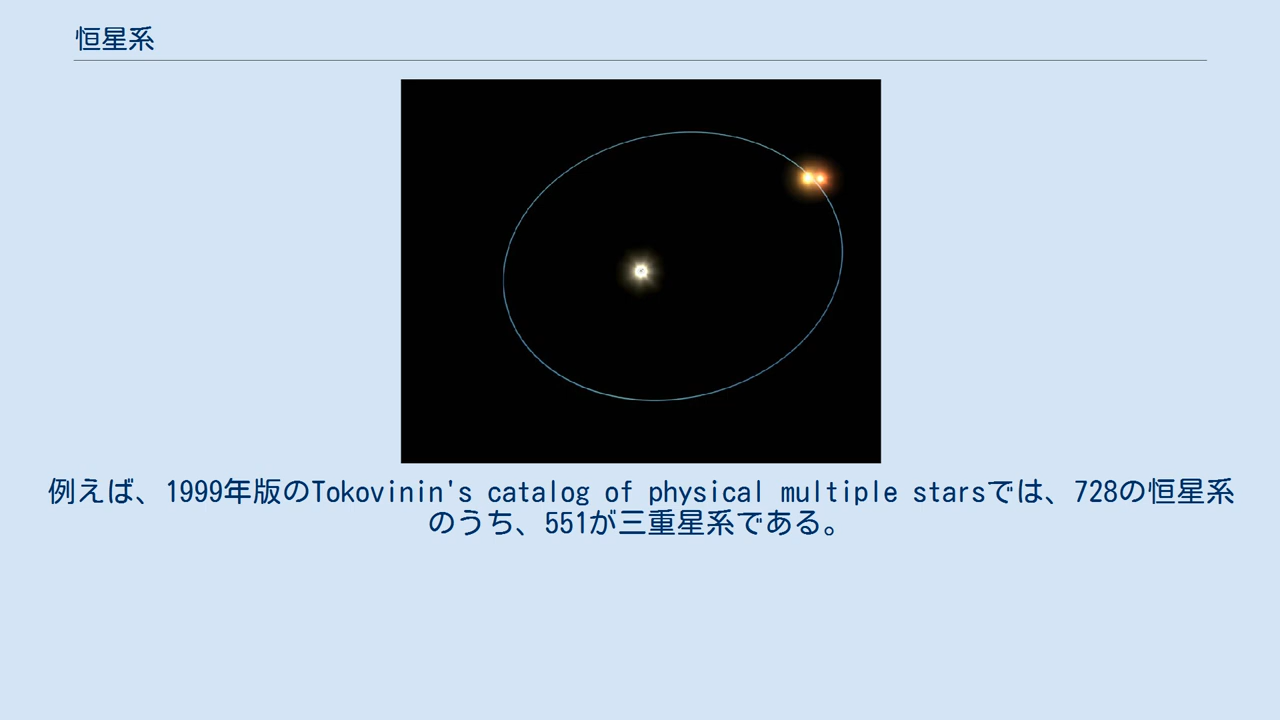 恒星系
例えば、1999年版のTokovinin's catalog of physical multiple starsでは、728の恒星系
のうち、551が三重星系である。